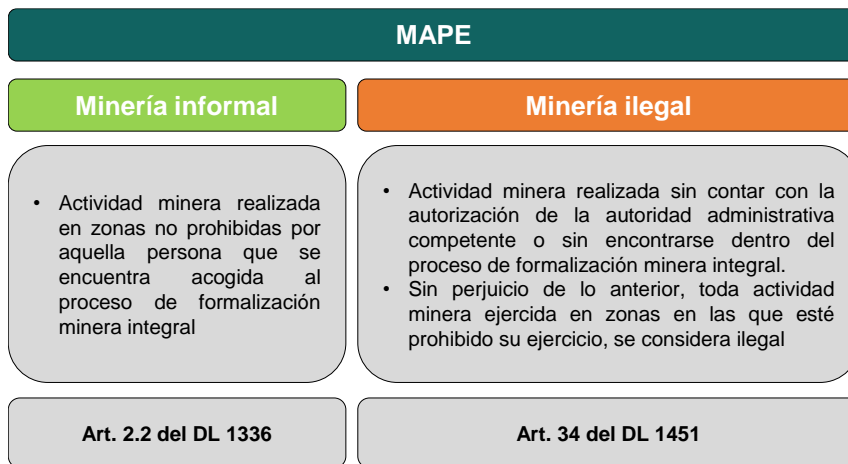 MAPE
Minería informal
Minería ilegal
• Actividad minera realizada
en zonas no prohibidas por
aquella persona que se
encuentra acogida al
proceso de formalización
minera integral
• Actividad minera realizada sin contar con la
autorización de la autoridad administrativa
competente o sin encontrarse dentro del
proceso de formalización minera integral.
• Sin perjuicio de lo anterior, toda actividad
minera ejercida en zonas en las que esté
prohibido su ejercicio, se considera ilegal
Art. 2.2 del DL 1336
Art. 34 del DL 1451